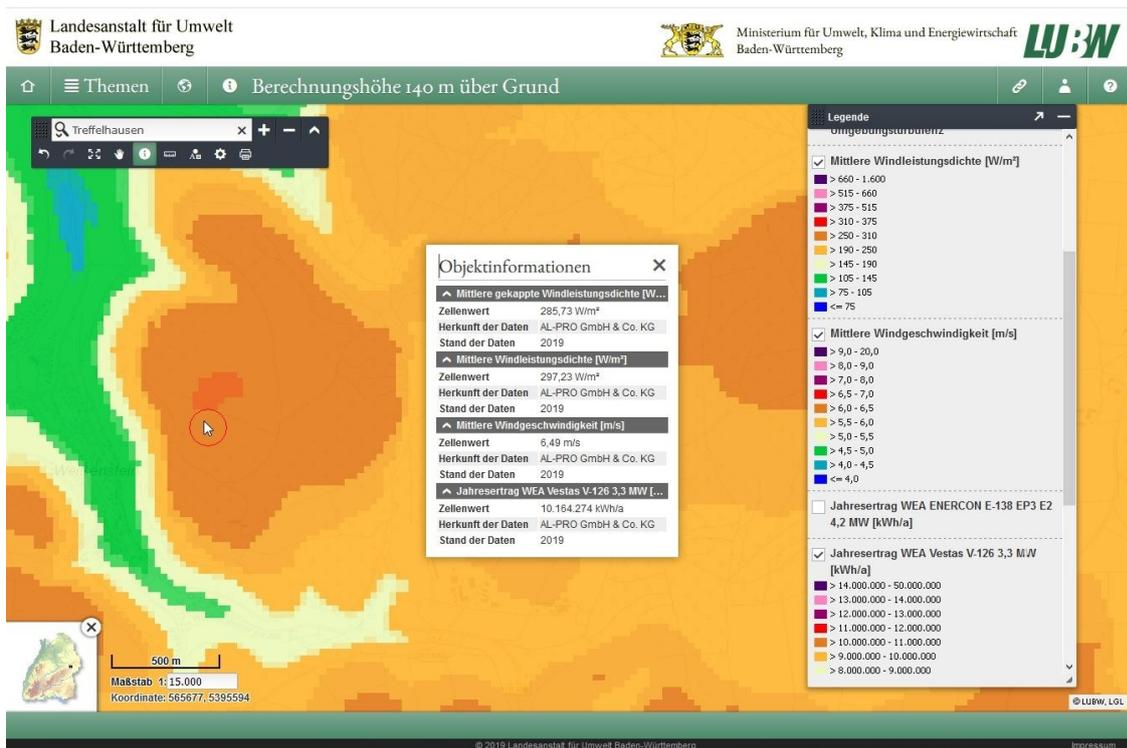 Landesanstalt für Umwelt
Baden-Württemberg
Ministerium für Umwelt, Klima und Energiewirtschaft
Baden-Württemberg
LUBW
Themen
Berechnungshöhe 140 m über Grund
Treffelhausen
Objektinformationen
Mittlere gekappte Windleistungsdichte [W...
Zellenwert 285,73 W/m²
Herkunft der Daten AL-PRO GmbH & Co. KG
Stand der Daten 2019
Mittlere Windleistungsdichte [W/m²]
Zellenwert 297,23 W/m²
Herkunft der Daten AL-PRO GmbH & Co. KG
Stand der Daten 2019
Mittlere Windgeschwindigkeit [m/s]
Zellenwert 6,49 m/s
Herkunft der Daten AL-PRO GmbH & Co. KG
Stand der Daten 2019
Jahresertrag WEA Vestas V-126 3,3 MW [...
Zellenwert 10.164.274 kWh/a
Herkunft der Daten AL-PRO GmbH & Co. KG
Stand der Daten 2019
Legende
Umgebungsturbulenz
Mittlere Windleistungsdichte [W/m²]
> 660 - 1.600
> 515 - 660
> 375 - 515
> 310 - 375
> 250 - 310
> 190 - 250
> 145 - 190
> 105 - 145
> 75 - 105
<= 75
Mittlere Windgeschwindigkeit [m/s]
> 9,0 - 20,0
> 8,0 - 9,0
> 7,0 - 8,0
> 6,5 - 7,0
> 6,0 - 6,5
> 5,5 - 6,0
> 5,0 - 5,5
> 4,5 - 5,0
> 4,0 - 4,5
<= 4,0
Jahresertrag WEA ENERCON E-138 EP3 E2
4,2 MW [kWh/a]
Jahresertrag WEA Vestas V-126 3,3 MW
[kWh/a]
> 14.000.000 - 50.000.000
> 13.000.000 - 14.000.000
> 12.000.000 - 13.000.000
> 11.000.000 - 12.000.000
> 10.000.000 - 11.000.000
> 9.000.000 - 10.000.000
> 8.000.000 - 9.000.000
Weißenstein
500 m
Maßstab 1: 15.000
Koordinate: 565677, 5395594
© LUBW, LGL
© 2019 Landesanstalt für Umwelt Baden-Württemberg
Impressum